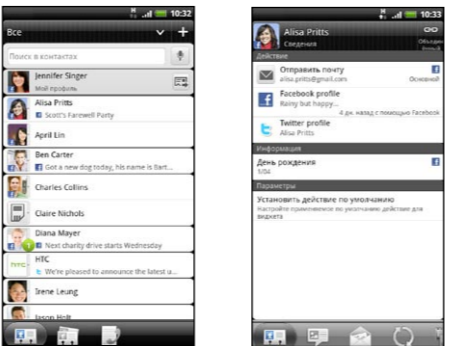 10:32
Все
Поиск в контактах
Jennifer Singer
Мой профиль
Alisa Pritts
Scott's Farewell Party
April Lin
Ben Carter
Got a new dog today, his name is Bart...
Charles Collins
Claire Nichols
Diana Mayer
Next charity drive starts Wednesday
HTC
We're pleased to announce the latest u...
Irene Leung
Jason Holt
10:33
Alisa Pritts
Сведения
Действие
Отправить почту
alisa.pritts@gmail.com
Основной
Facebook profile
Rainy but happy...
4 дн. назад с помощью Facebook
Twitter profile
Alisa Pritts
Информация
День рождения
5/04
Параметры
Установить действие по умолчанию
Настройте применяемое по умолчанию действие для
виджета